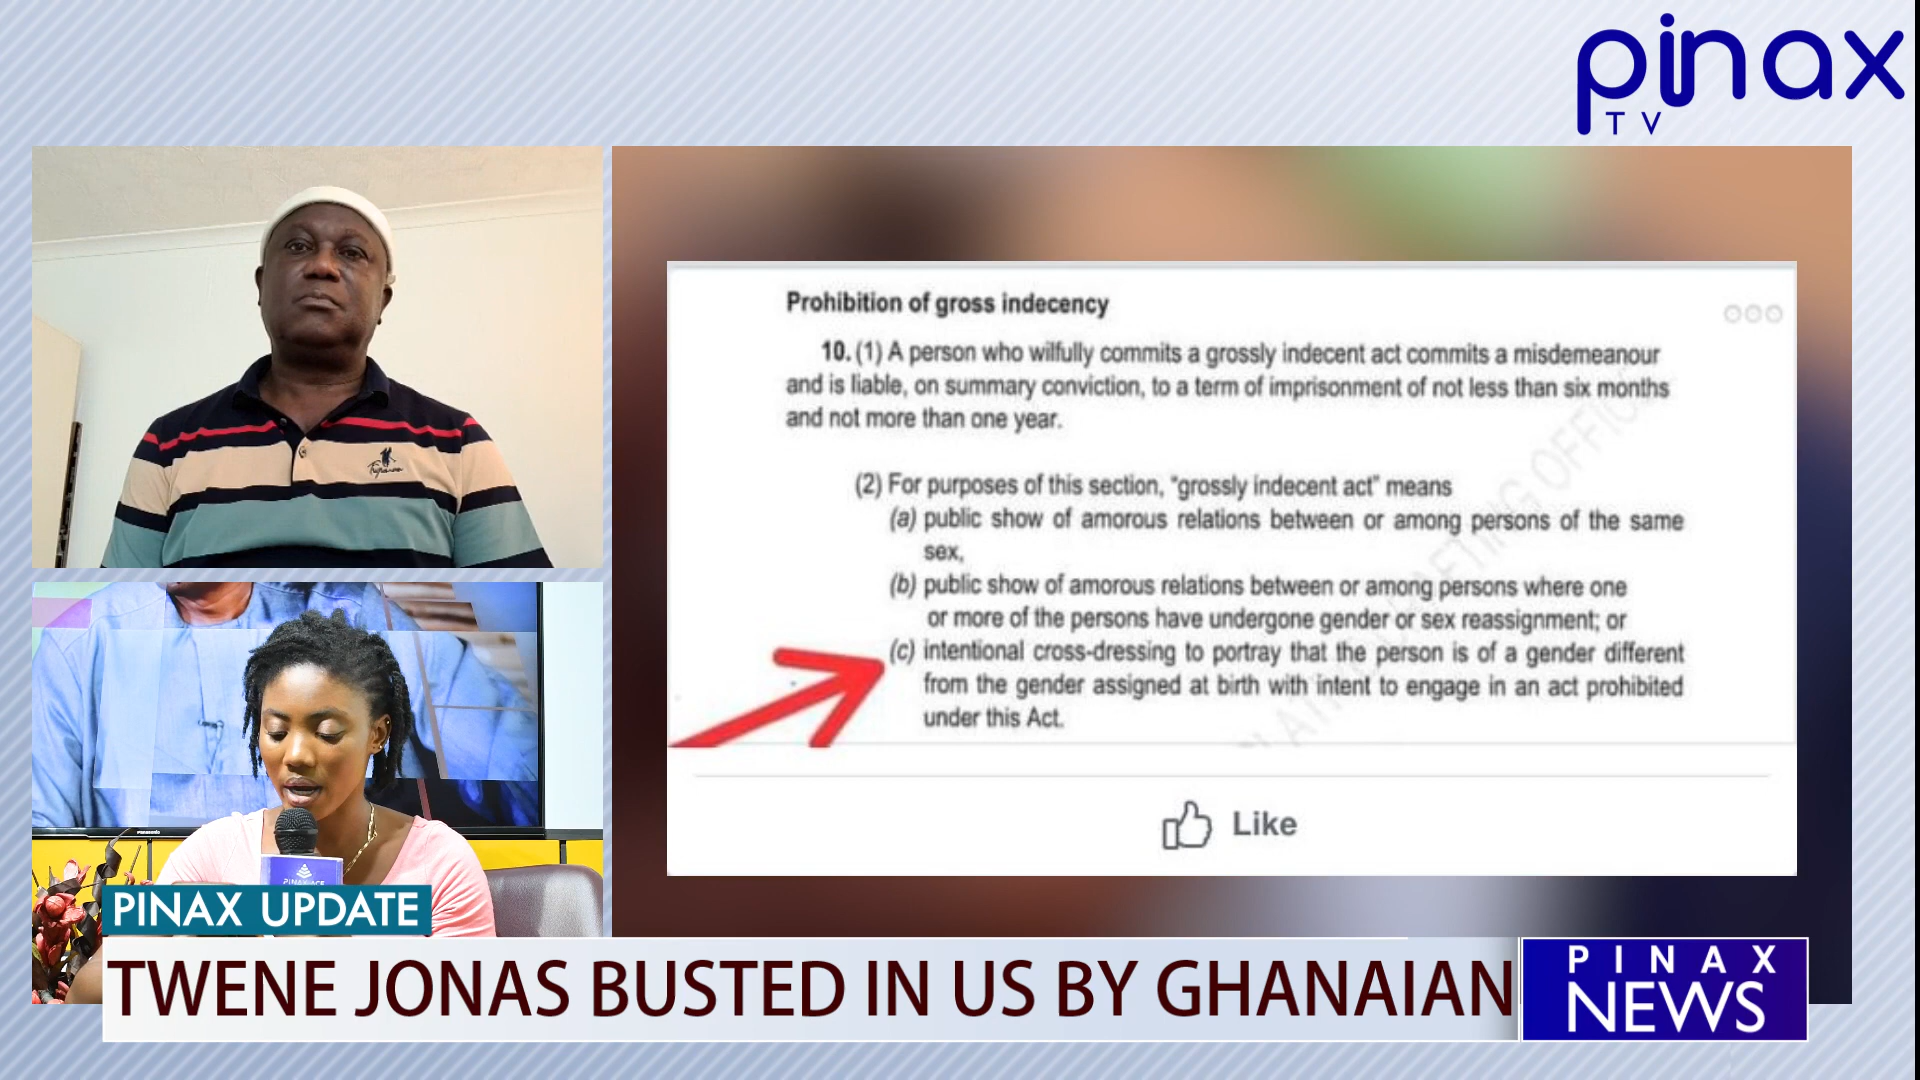 pinax
TV
Prohibition of gross indecency
10. (1) A person who wilfully commits a grossly indecent act commits a misdemeanour
and is liable, on summary conviction, to a term of imprisonment of not less than six months
and not more than one year.
(2) For purposes of this section, "grossly indecent act" means
(a) public show of amorous relations between or among persons of the same
sex,
(b) public show of amorous relations between or among persons where one
or more of the persons have undergone gender or sex reassignment; or
(c) intentional cross-dressing to portray that the person is of a gender different
from the gender assigned at birth with intent to engage in an act prohibited
under this Act.
Like
Panasonic
PINAX
PINAX UPDATE
TWENE JONAS BUSTED IN US BY GHANAIAN
PINAX
NEWS